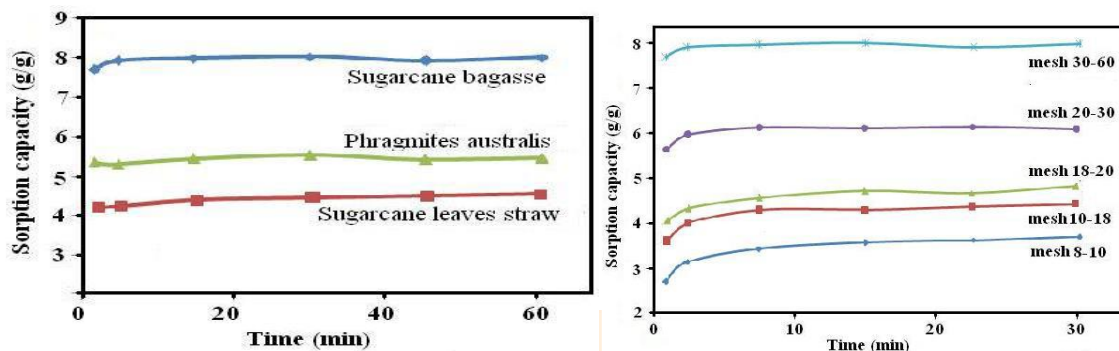 Sorption capacity (g/g)
9
8
7
6
5
4
3
Sugarcane bagasse
Phragmites australis
Sugarcane leaves straw
0 20 40 60
Time (min)
Sorption capacity (g/g)
8
7
6
5
4
3
2
mesh 30-60
mesh 20-30
mesh 18-20
mesh 10-18
mesh 8-10
0 10 20 30
Time (min)